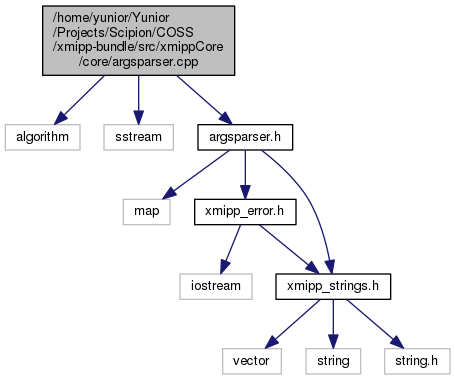 /home/yunior/Yunior
/Projects/Scipion/COSS
/xmipp-bundle/src/xmippCore
/core/argsparser.cpp
algorithm
sstream
argsparser.h
map
xmipp_error.h
iostream
xmipp_strings.h
vector
string
string.h